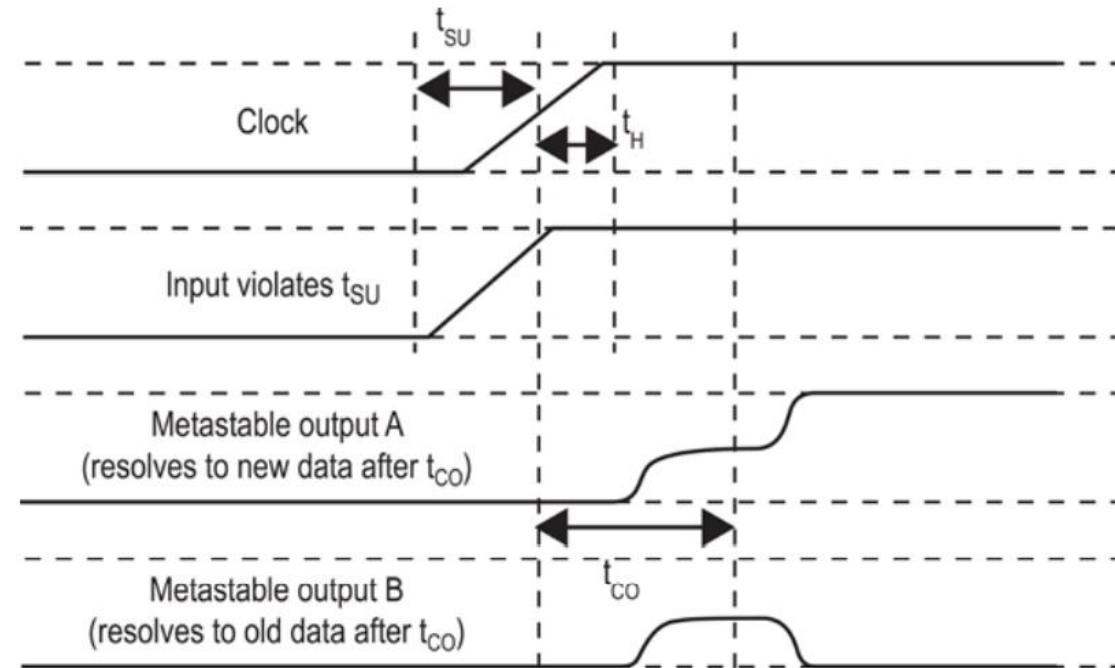 tSU
Clock
tH
Input violates tSU
Metastable output A
(resolves to new data after tCO)
tCO
Metastable output B
(resolves to old data after tCO)